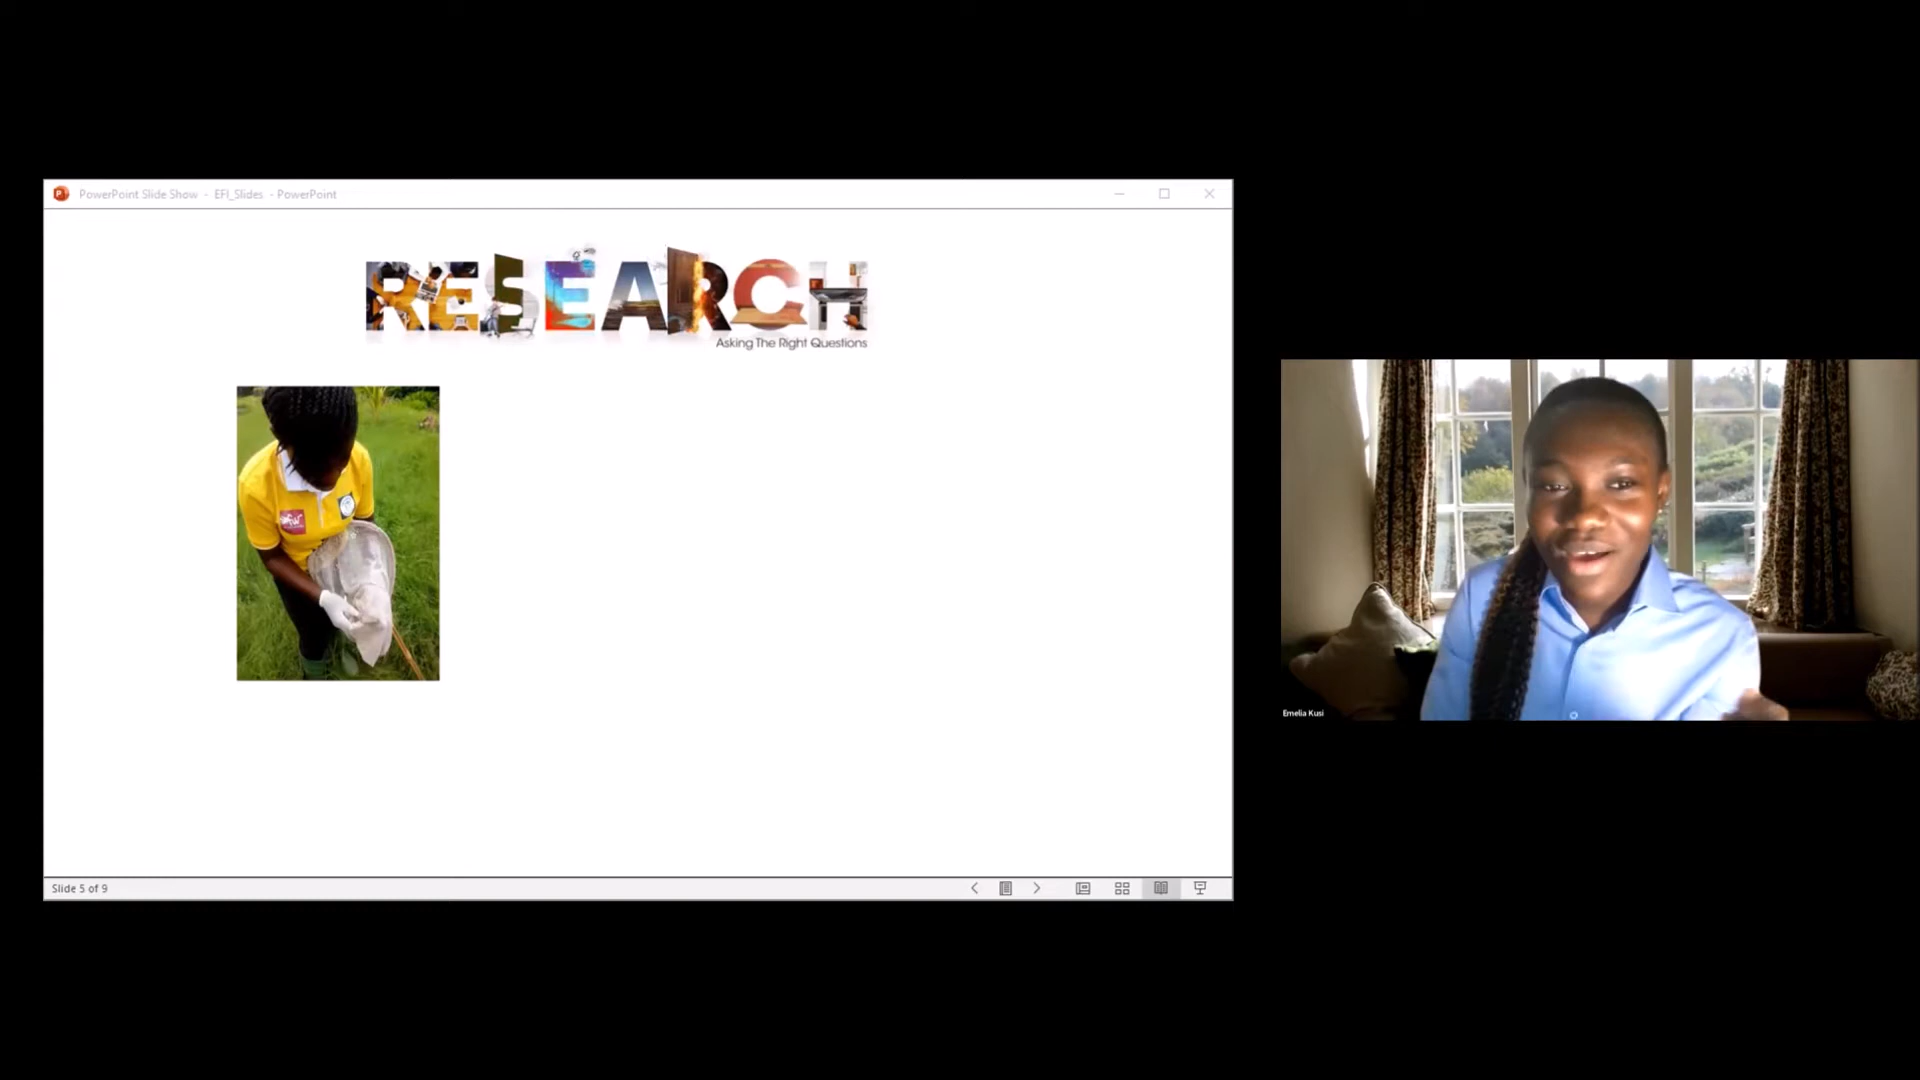 PowerPoint Slide Show - EFI_Slides - PowerPoint
RESEARCH
Asking The Right Questions
Emelia Kusi
Slide 5 of 9